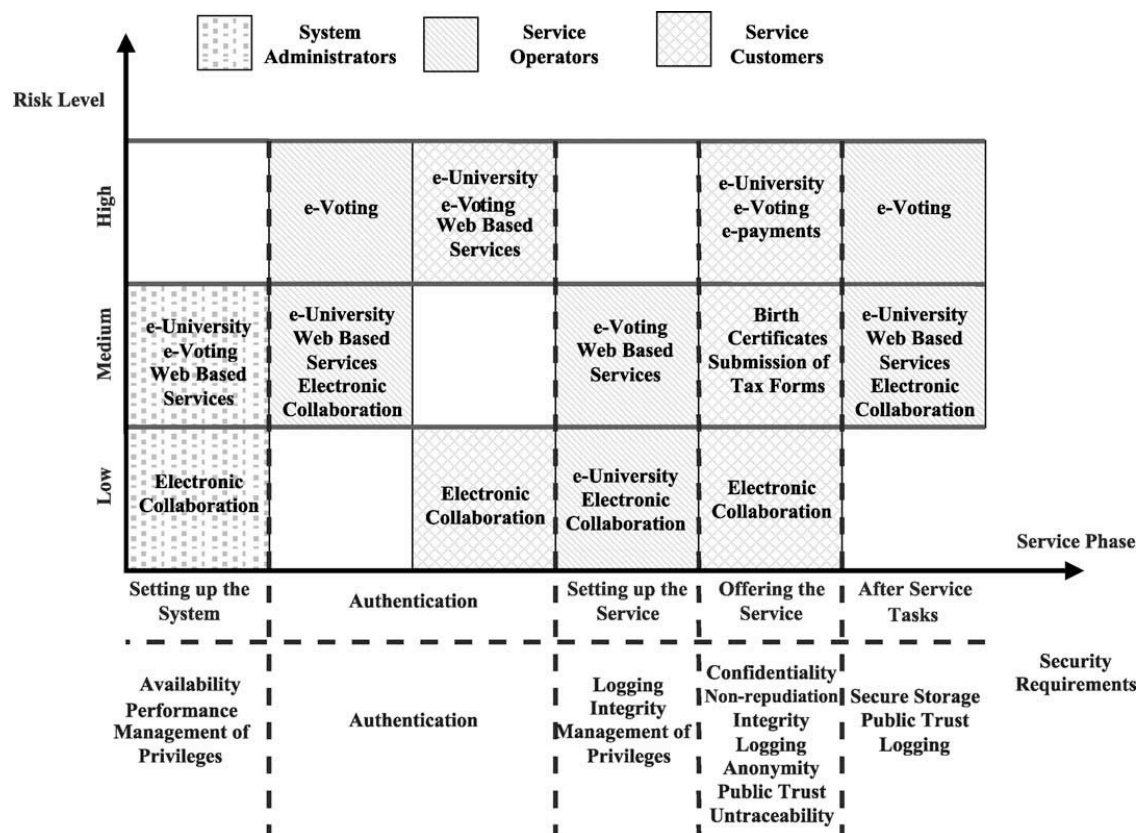 System
Administrators
Service
Operators
Service
Customers
Risk Level
High
e-Voting
e-University
e-Voting
Web Based
Services
e-University
e-Voting
e-payments
e-Voting
Medium
e-University
e-Voting
Web Based
Services
e-University
Web Based
Services
Electronic
Collaboration
e-Voting
Web Based
Services
Birth
Certificates
Submission of
Tax Forms
e-University
Web Based
Services
Electronic
Collaboration
Low
Electronic
Collaboration
Electronic
Collaboration
e-University
Electronic
Collaboration
Electronic
Collaboration
Service Phase
Setting up the
System
Authentication
Setting up the
Service
Offering the
Service
After Service
Tasks
Security
Requirements
Availability
Performance
Management of
Privileges
Authentication
Logging
Integrity
Management of
Privileges
Confidentiality
Non-repudiation
Integrity
Logging
Anonymity
Public Trust
Untraceability
Secure Storage
Public Trust
Logging